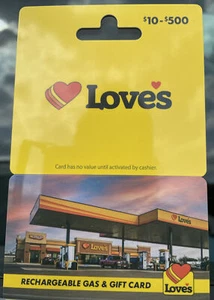 $10-$500
Love's
Card has no value until activated by cashier.
Love's
Love's
RECHARGEABLE GAS & GIFT CARD
Love's